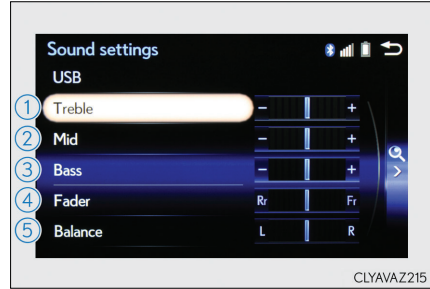 Sound settings
USB
1 Treble - +
2 Mid - +
3 Bass - +
4 Fader Rr Fr
5 Balance L R
CLYAVAZ215